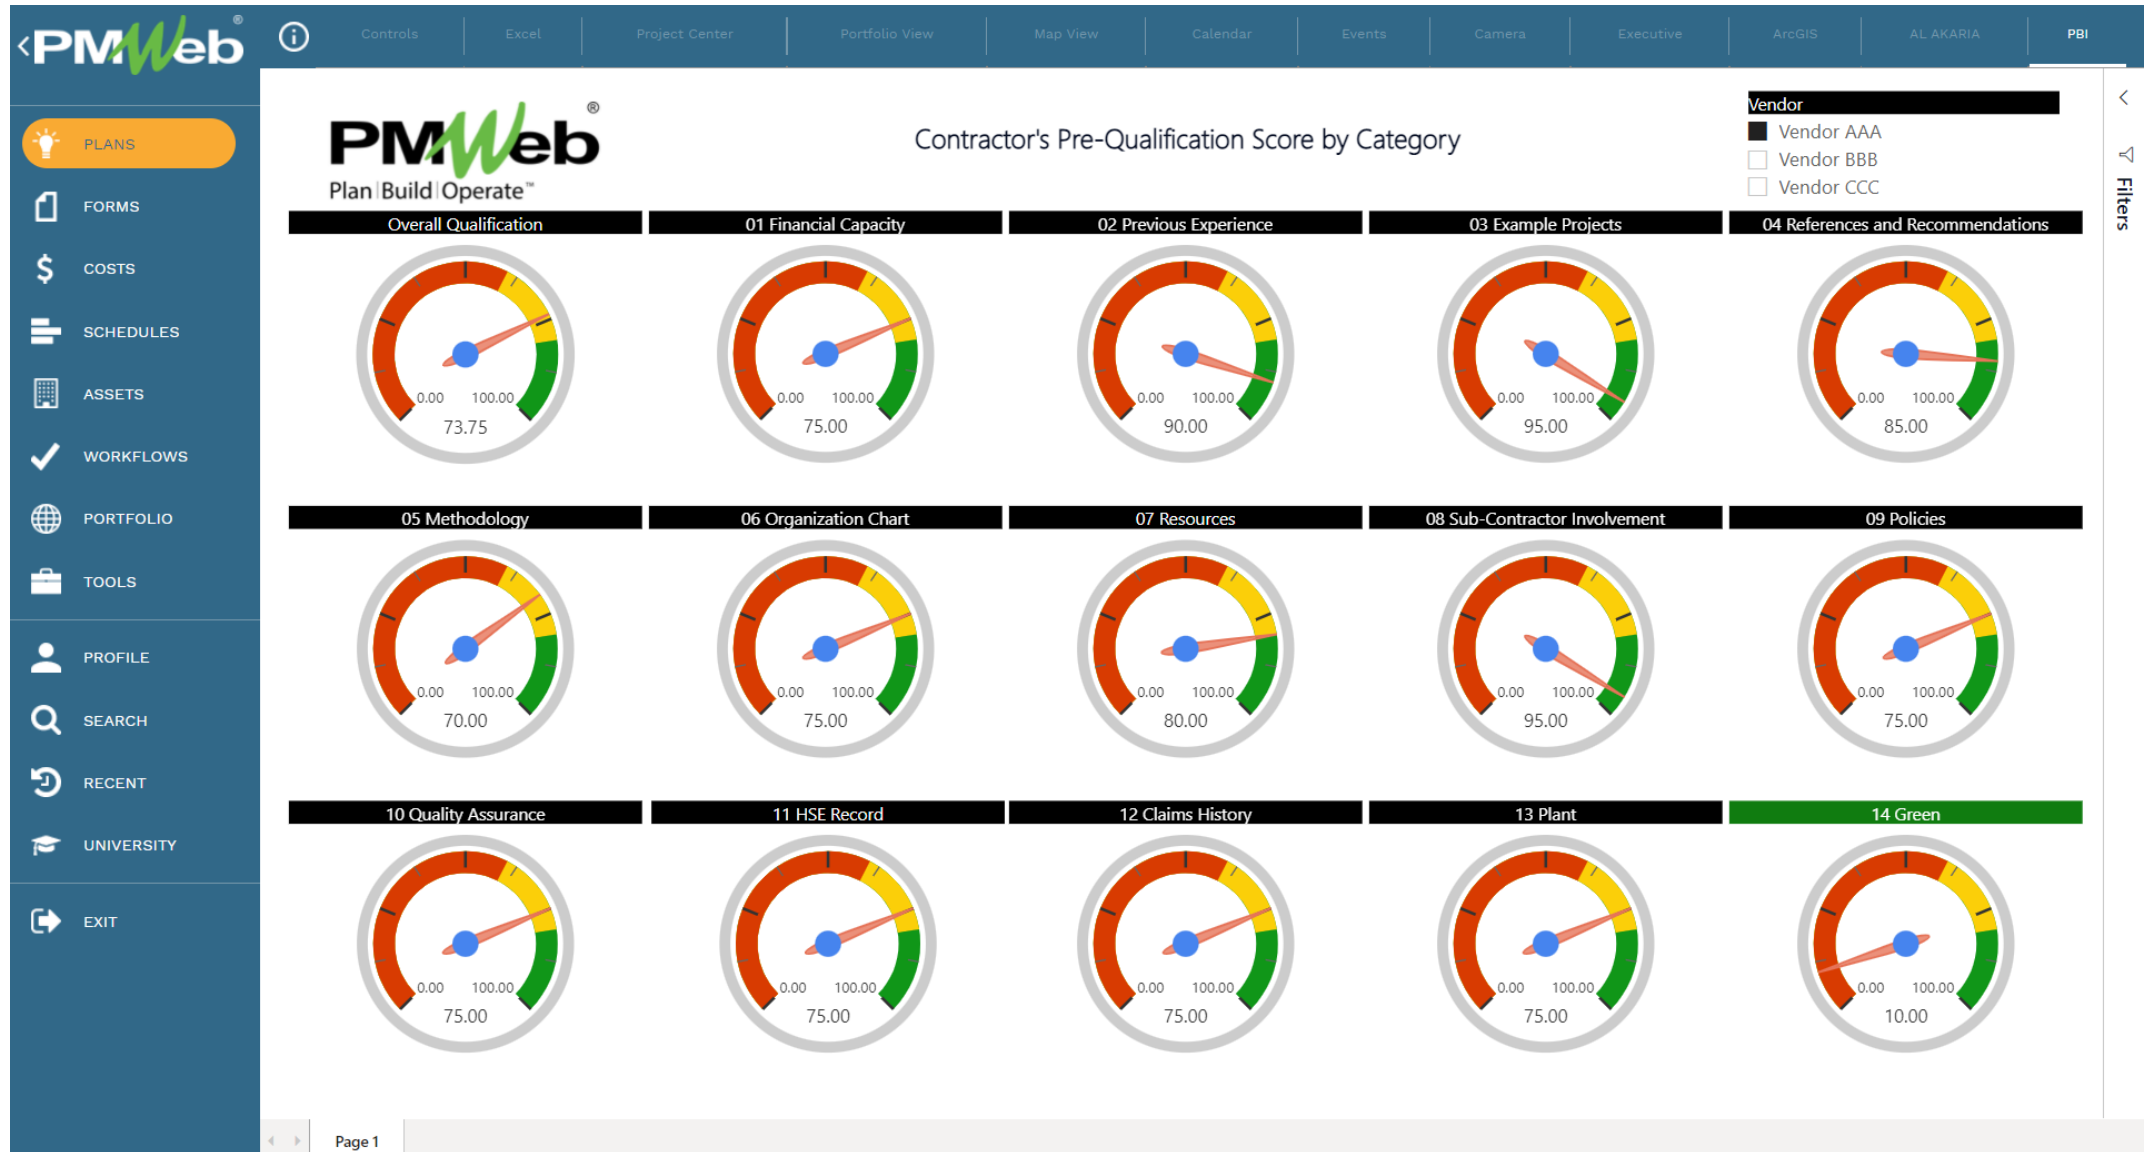 PMWeb®
Controls
Excel
Project Center
Portfolio View
Map View
Calendar
Events
Camera
Executive
ArcGIS
AL AKARIA
PBI
PLANS
FORMS
COSTS
SCHEDULES
ASSETS
WORKFLOWS
PORTFOLIO
TOOLS
PROFILE
SEARCH
RECENT
UNIVERSITY
EXIT
PMWeb®
Plan|Build|Operate™
Contractor's Pre-Qualification Score by Category
Vendor
Vendor AAA
Vendor BBB
Vendor CCC
Filters
Overall Qualification
0.00 100.00
73.75
01 Financial Capacity
0.00 100.00
75.00
02 Previous Experience
0.00 100.00
90.00
03 Example Projects
0.00 100.00
95.00
04 References and Recommendations
0.00 100.00
85.00
05 Methodology
0.00 100.00
70.00
06 Organization Chart
0.00 100.00
75.00
07 Resources
0.00 100.00
80.00
08 Sub-Contractor Involvement
0.00 100.00
95.00
09 Policies
0.00 100.00
75.00
10 Quality Assurance
0.00 100.00
75.00
11 HSE Record
0.00 100.00
75.00
12 Claims History
0.00 100.00
75.00
13 Plant
0.00 100.00
75.00
14 Green
0.00 100.00
10.00
Page 1